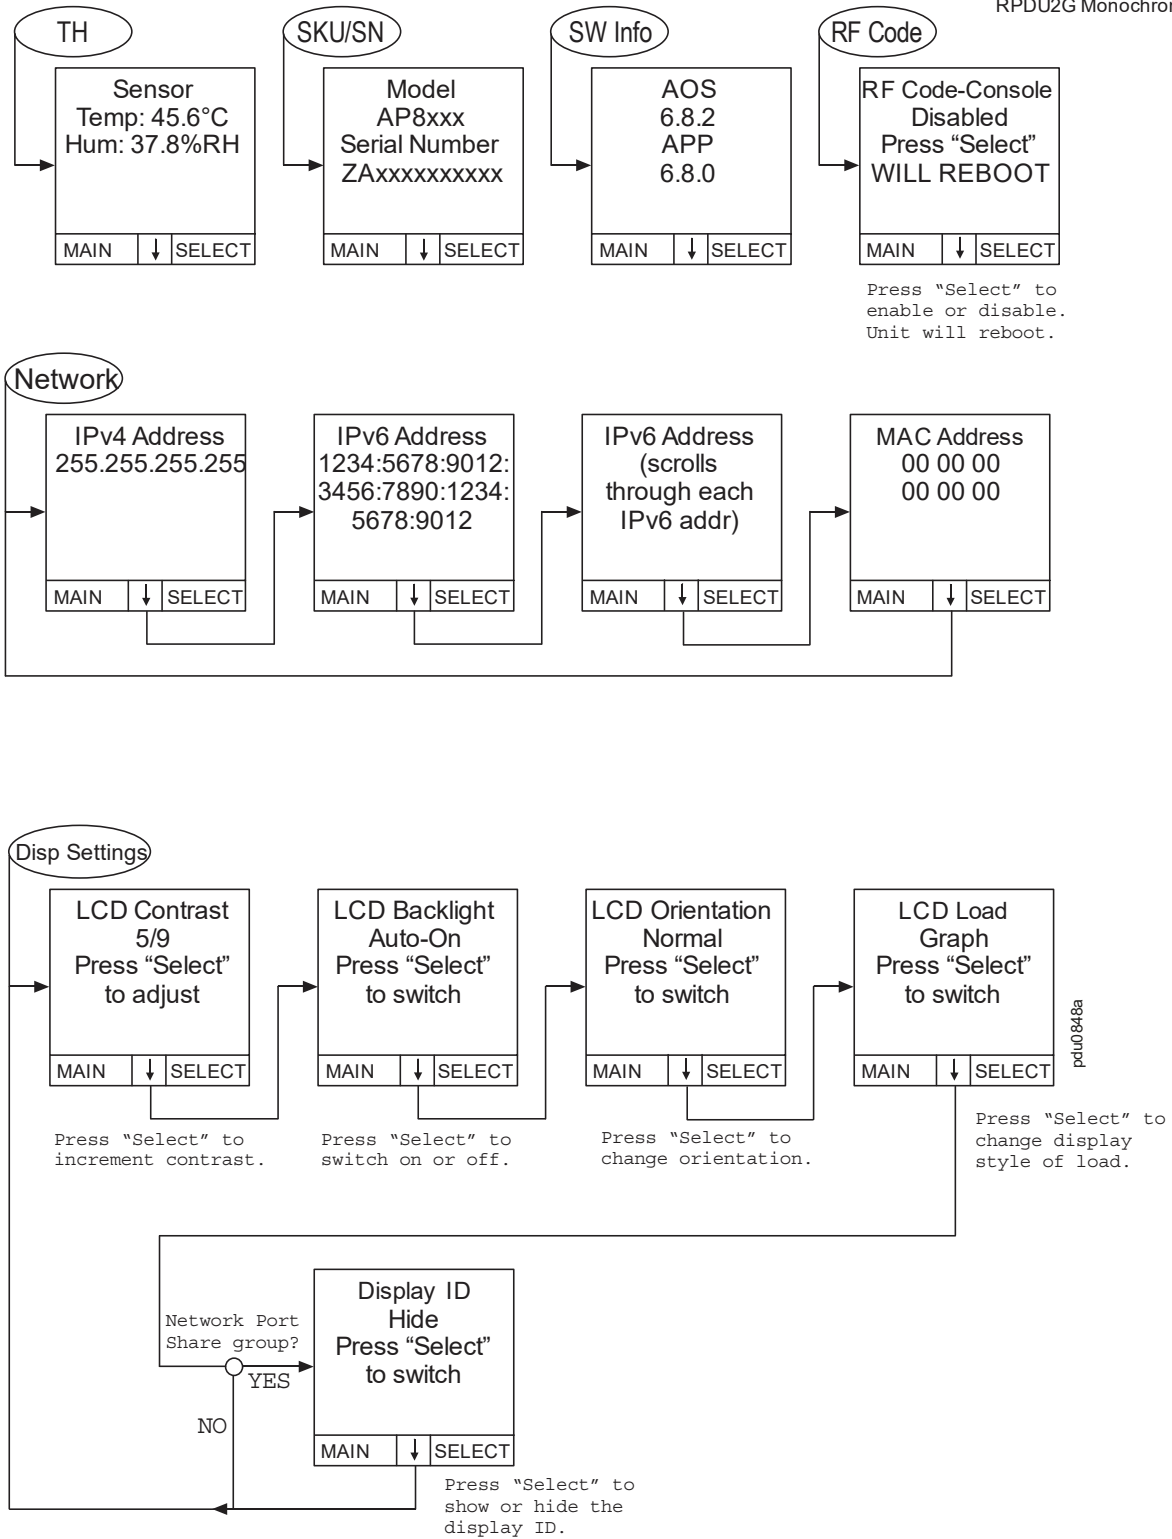 RPDU2G Monochrom
TH
SKU/SN
SW Info
RF Code
Sensor
Temp: 45.6°C
Hum: 37.8%RH
MAIN ↓ SELECT
Model
AP8xxx
Serial Number
ZAxxxxxxxxxx
MAIN ↓ SELECT
AOS
6.8.2
APP
6.8.0
MAIN ↓ SELECT
RF Code-Console
Disabled
Press “Select”
WILL REBOOT
MAIN ↓ SELECT
Press “Select” to
enable or disable.
Unit will reboot.
Network
IPv4 Address
255.255.255.255
MAIN ↓ SELECT
IPv6 Address
1234:5678:9012:
3456:7890:1234:
5678:9012
MAIN ↓ SELECT
IPv6 Address
(scrolls
through each
IPv6 addr)
MAIN ↓ SELECT
MAC Address
00 00 00
00 00 00
MAIN ↓ SELECT
Disp Settings
LCD Contrast
5/9
Press “Select”
to adjust
MAIN ↓ SELECT
Press “Select” to
increment contrast.
LCD Backlight
Auto-On
Press “Select”
to switch
MAIN ↓ SELECT
Press “Select” to
switch on or off.
LCD Orientation
Normal
Press “Select”
to switch
MAIN ↓ SELECT
Press “Select” to
change orientation.
LCD Load
Graph
Press “Select”
to switch
MAIN ↓ SELECT
Press “Select” to
change display
style of load.
pdu0848a
Network Port
Share group?
YES
NO
Display ID
Hide
Press “Select”
to switch
MAIN ↓ SELECT
Press “Select” to
show or hide the
display ID.